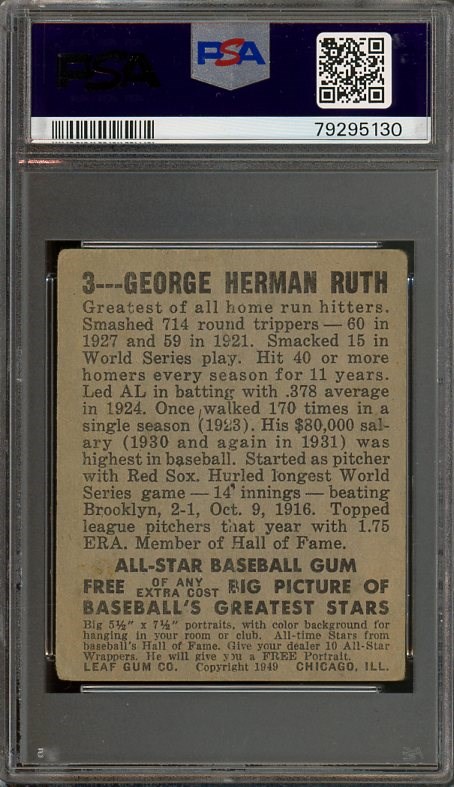 PSA
PSA
79295130
3---GEORGE HERMAN RUTH
Greatest of all home run hitters.
Smashed 714 round trippers — 60 in
1927 and 59 in 1921. Smacked 15 in
World Series play. Hit 40 or more
homers every season for 11 years.
Led AL in batting with .378 average
in 1924. Once walked 170 times in a
single season (1923). His $80,000 sal-
ary (1930 and again in 1931) was
highest in baseball. Started as pitcher
with Red Sox. Hurled longest World
Series game — 14 innings — beating
Brooklyn, 2-1, Oct. 9, 1916. Topped
league pitchers that year with 1.75
ERA. Member of Hall of Fame.
ALL-STAR BASEBALL GUM
FREE OF ANY EXTRA COST BIG PICTURE OF
BASEBALL'S GREATEST STARS
Big 5½" x 7½" portraits, with color background for
hanging in your room or club. All-time Stars from
baseball's Hall of Fame. Give your dealer 10 All-Star
Wrappers. He will give you a FREE Portrait.
LEAF GUM CO. Copyright 1949 CHICAGO, ILL.